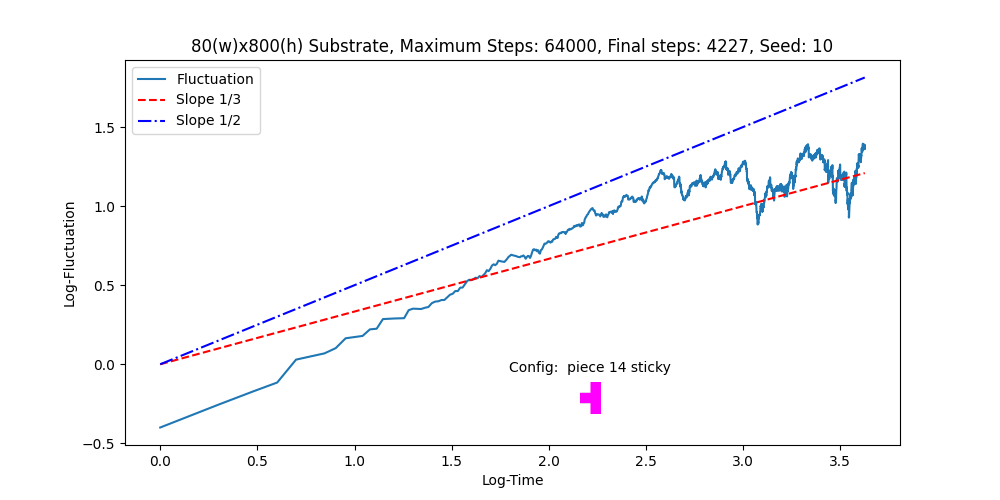 80(w)x800(h) Substrate, Maximum Steps: 64000, Final steps: 4227, Seed: 10
Fluctuation
Slope 1/3
Slope 1/2
1.5
1.0
0.5
0.0
−0.5
Log-Fluctuation
Config:  piece 14 sticky
0.0 0.5 1.0 1.5 2.0 2.5 3.0 3.5
Log-Time